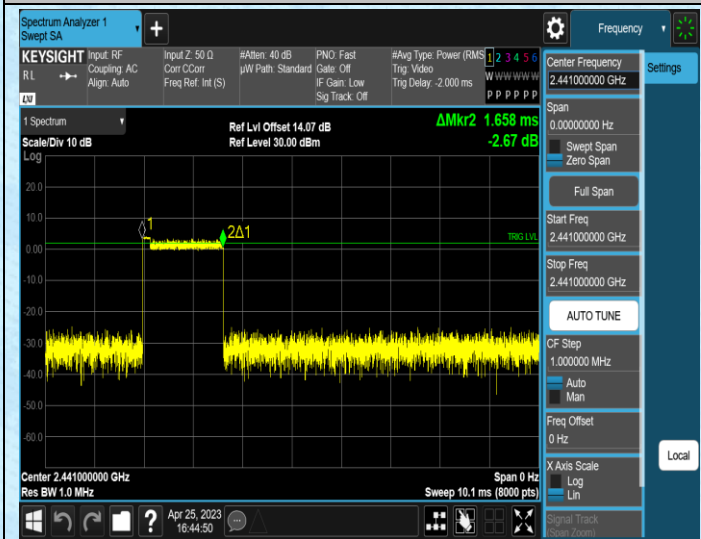 Spectrum Analyzer 1
Swept SA
+
Frequency
KEYSIGHT
RL
LXI
Input: RF
Coupling: AC
Align: Auto
Input Z: 50 Ω
Corr CCorr
Freq Ref: Int (S)
#Atten: 40 dB
µW Path: Standard
PNO: Fast
Gate: Off
IF Gain: Low
Sig Track: Off
#Avg Type: Power (RMS
Trig: Video
Trig Delay: -2.000 ms
1 2 3 4 5 6
W W W W W W
P P P P P P
1 Spectrum
Scale/Div 10 dB
Log
Ref Lvl Offset 14.07 dB
Ref Level 30.00 dBm
ΔMkr2 1.658 ms
-2.67 dB
20.0
10.0
0.00
-10.0
-20.0
-30.0
-40.0
-50.0
-60.0
1
2Δ1
TRIG LVL
Center 2.441000000 GHz
Res BW 1.0 MHz
Span 0 Hz
Sweep 10.1 ms (8000 pts)
?
Apr 25, 2023
16:44:50
Center Frequency
2.441000000 GHz
Span
0.00000000 Hz
Swept Span
Zero Span
Full Span
Start Freq
2.441000000 GHz
Stop Freq
2.441000000 GHz
AUTO TUNE
CF Step
1.000000 MHz
Auto
Man
Freq Offset
0 Hz
X Axis Scale
Log
Lin
Signal Track
(Span Zoom)
Settings
Local